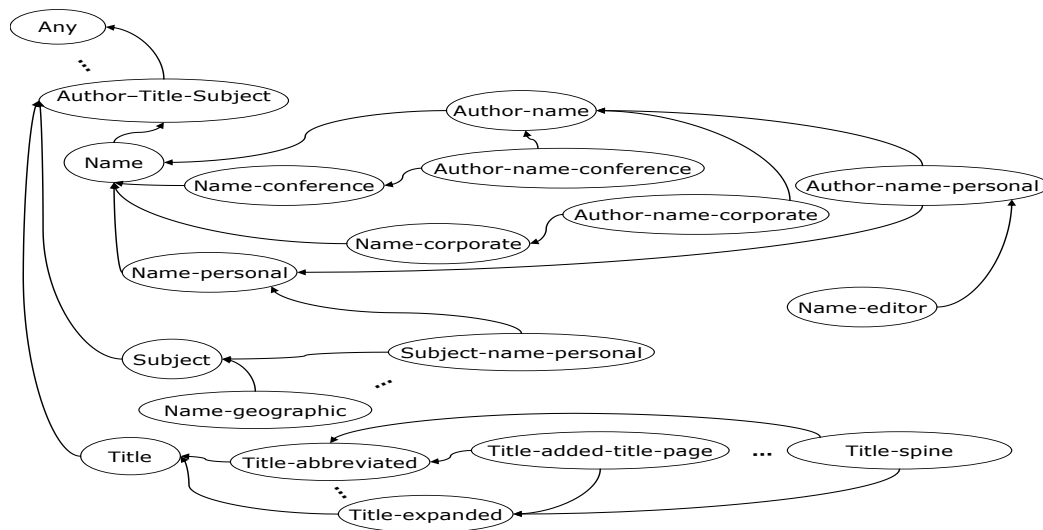 Any
...
Author–Title-Subject
Author-name
Name
Author-name-conference
Name-conference
Author-name-personal
Author-name-corporate
Name-corporate
Name-personal
Name-editor
Subject-name-personal
Subject
...
Name-geographic
Title-added-title-page
...
Title-spine
Title
Title-abbreviated
...
Title-expanded